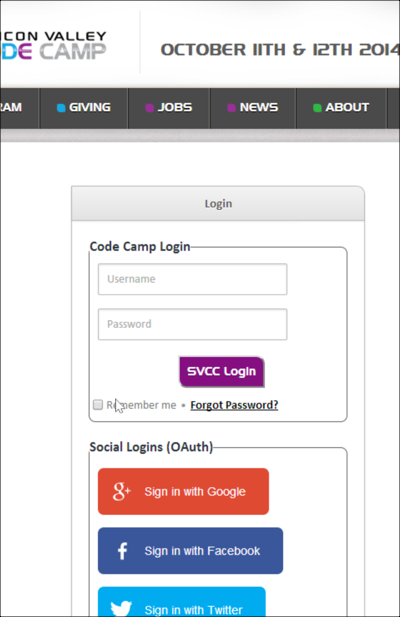 ICON VALLEY
DE CAMP
OCTOBER 11TH & 12TH 2014
RAM
GIVING
JOBS
NEWS
ABOUT
Login
Code Camp Login
Username
Password
SVCC Login
Remember me • Forgot Password?
Social Logins (OAuth)
g+ Sign in with Google
f Sign in with Facebook
Sign in with Twitter